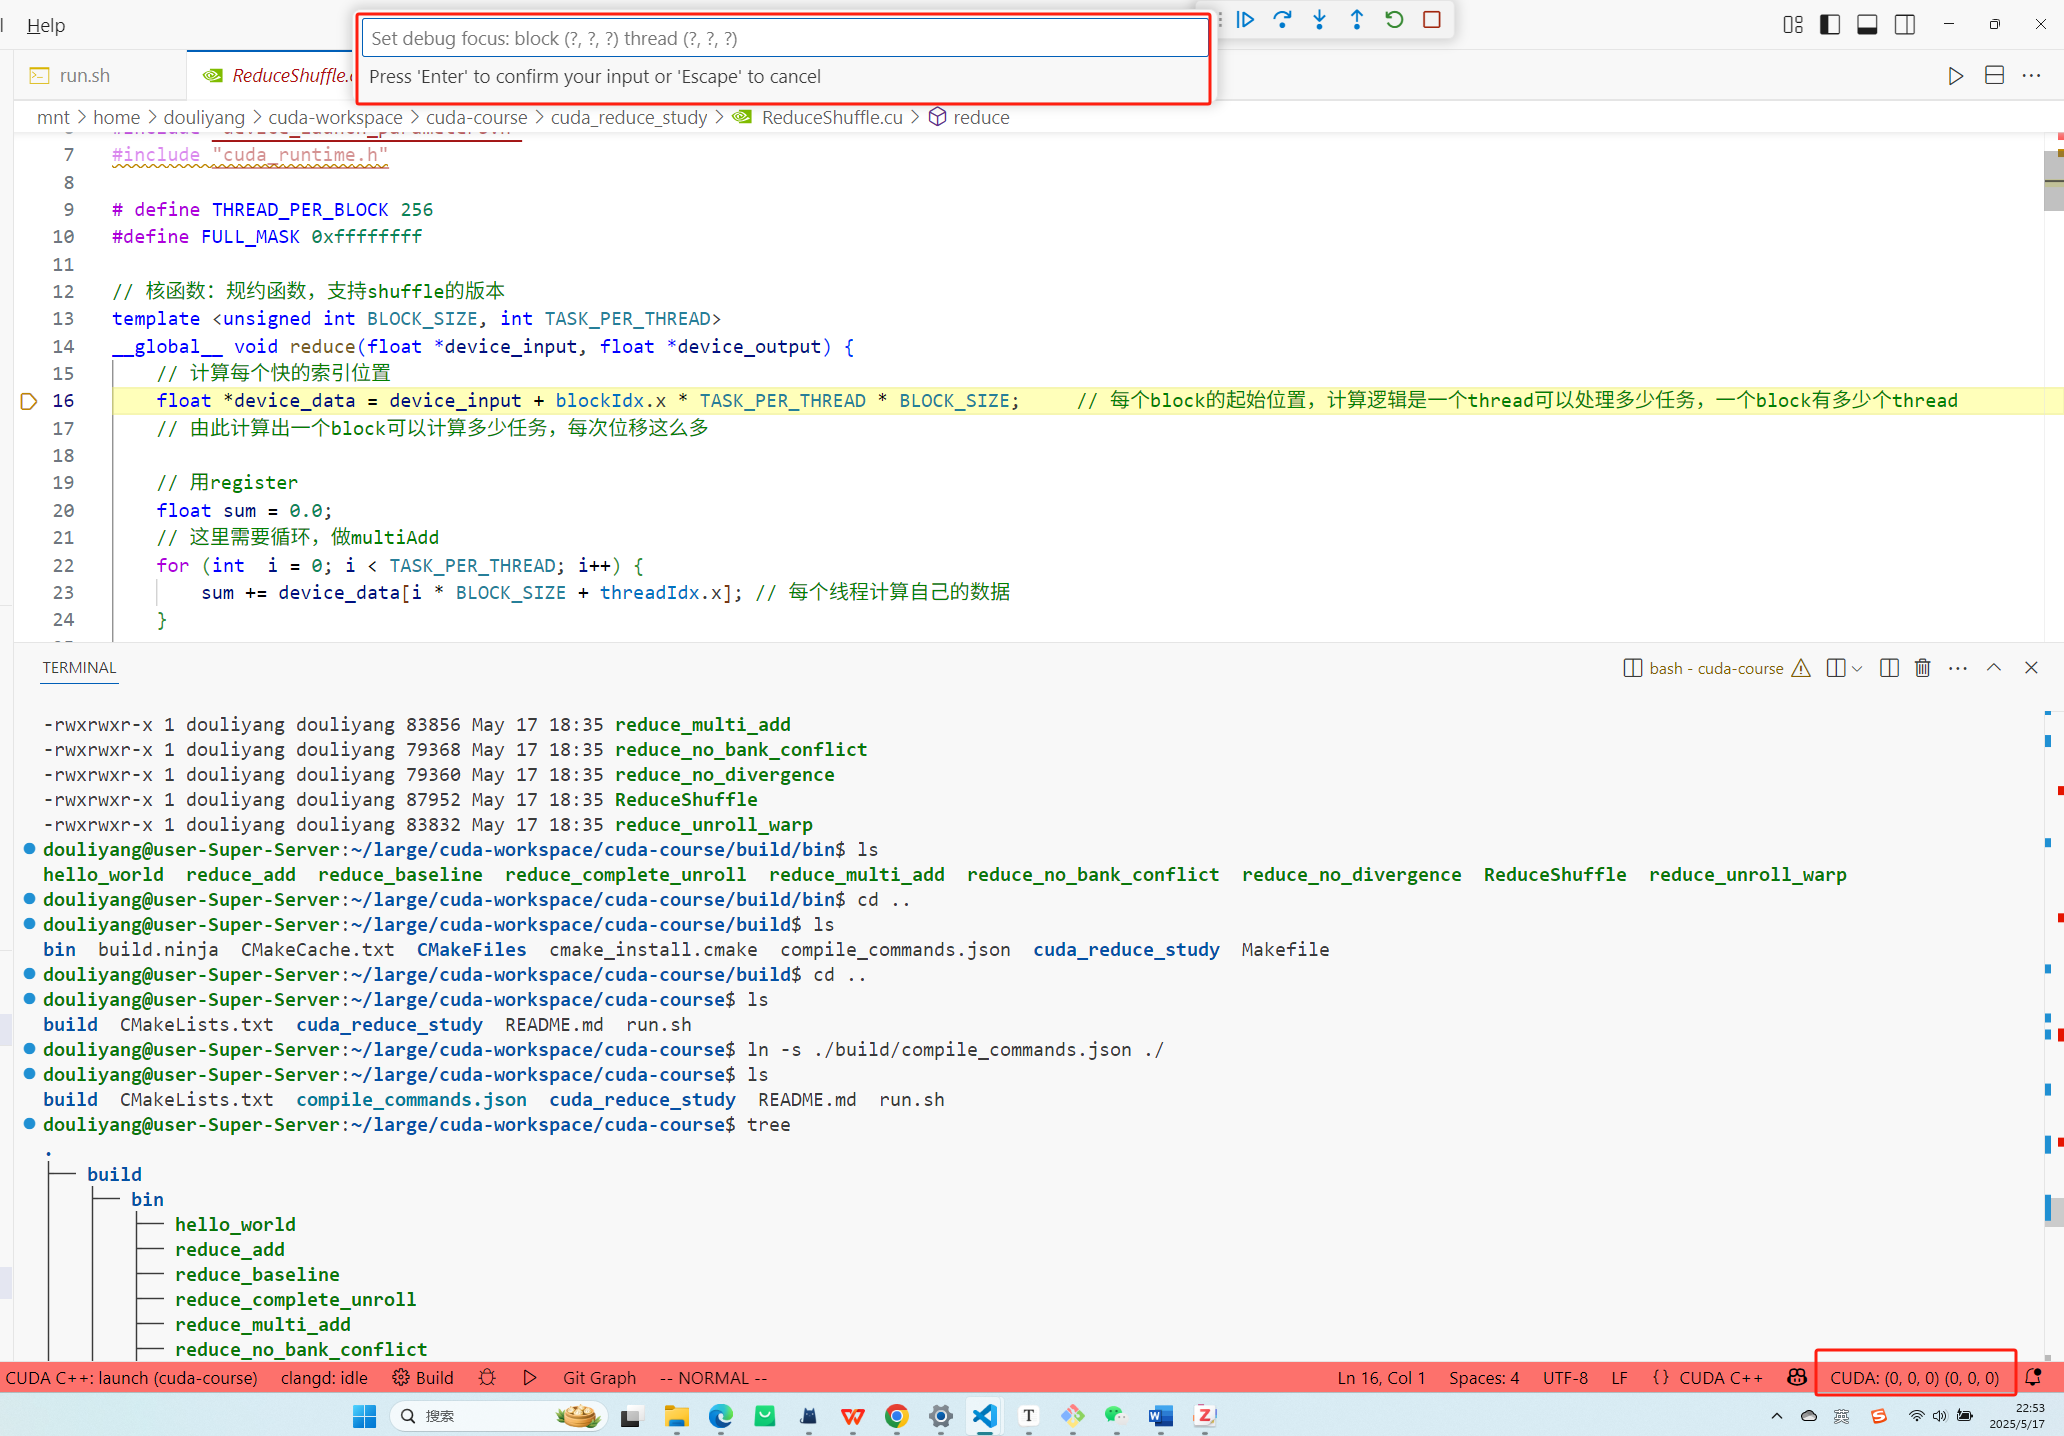 Help
Set debug focus: block (?, ?, ?) thread (?, ?, ?)
Press 'Enter' to confirm your input or 'Escape' to cancel
run.sh
ReduceShuffle.c
mnt > home > douliyang > cuda-workspace > cuda-course > cuda_reduce_study > ReduceShuffle.cu > reduce
6 #include "device_launch_parameters.h"
7 #include "cuda_runtime.h"
8
9 # define THREAD_PER_BLOCK 256
10 #define FULL_MASK 0xffffffff
11
12 // 核函数：规约函数，支持shuffle的版本
13 template <unsigned int BLOCK_SIZE, int TASK_PER_THREAD>
14 __global__ void reduce(float *device_input, float *device_output) {
15 // 计算每个快的索引位置
16 float *device_data = device_input + blockIdx.x * TASK_PER_THREAD * BLOCK_SIZE; // 每个block的起始位置，计算逻辑是一个thread可以处理多少任务，一个block有多少个thread
17 // 由此计算出一个block可以计算多少任务，每次位移这么多
18
19 // 用register
20 float sum = 0.0;
21 // 这里需要循环，做multiAdd
22 for (int i = 0; i < TASK_PER_THREAD; i++) {
23 sum += device_data[i * BLOCK_SIZE + threadIdx.x]; // 每个线程计算自己的数据
24 }
TERMINAL
bash - cuda-course
-rwxrwxr-x 1 douliyang douliyang 83856 May 17 18:35 reduce_multi_add
-rwxrwxr-x 1 douliyang douliyang 79368 May 17 18:35 reduce_no_bank_conflict
-rwxrwxr-x 1 douliyang douliyang 79360 May 17 18:35 reduce_no_divergence
-rwxrwxr-x 1 douliyang douliyang 87952 May 17 18:35 ReduceShuffle
-rwxrwxr-x 1 douliyang douliyang 83832 May 17 18:35 reduce_unroll_warp
douliyang@user-Super-Server:~/large/cuda-workspace/cuda-course/build/bin$ ls
hello_world reduce_add reduce_baseline reduce_complete_unroll reduce_multi_add reduce_no_bank_conflict reduce_no_divergence ReduceShuffle reduce_unroll_warp
douliyang@user-Super-Server:~/large/cuda-workspace/cuda-course/build/bin$ cd ..
douliyang@user-Super-Server:~/large/cuda-workspace/cuda-course/build$ ls
bin build.ninja CMakeCache.txt CMakeFiles cmake_install.cmake compile_commands.json cuda_reduce_study Makefile
douliyang@user-Super-Server:~/large/cuda-workspace/cuda-course/build$ cd ..
douliyang@user-Super-Server:~/large/cuda-workspace/cuda-course$ ls
build CMakeLists.txt cuda_reduce_study README.md run.sh
douliyang@user-Super-Server:~/large/cuda-workspace/cuda-course$ ln -s ./build/compile_commands.json ./
douliyang@user-Super-Server:~/large/cuda-workspace/cuda-course$ ls
build CMakeLists.txt compile_commands.json cuda_reduce_study README.md run.sh
douliyang@user-Super-Server:~/large/cuda-workspace/cuda-course$ tree
.
build
bin
hello_world
reduce_add
reduce_baseline
reduce_complete_unroll
reduce_multi_add
reduce_no_bank_conflict
CUDA C++: launch (cuda-course) clangd: idle Build Git Graph -- NORMAL -- Ln 16, Col 1 Spaces: 4 UTF-8 LF {} CUDA C++ CUDA: (0, 0, 0) (0, 0, 0)
搜索
英
22:53
2025/5/17